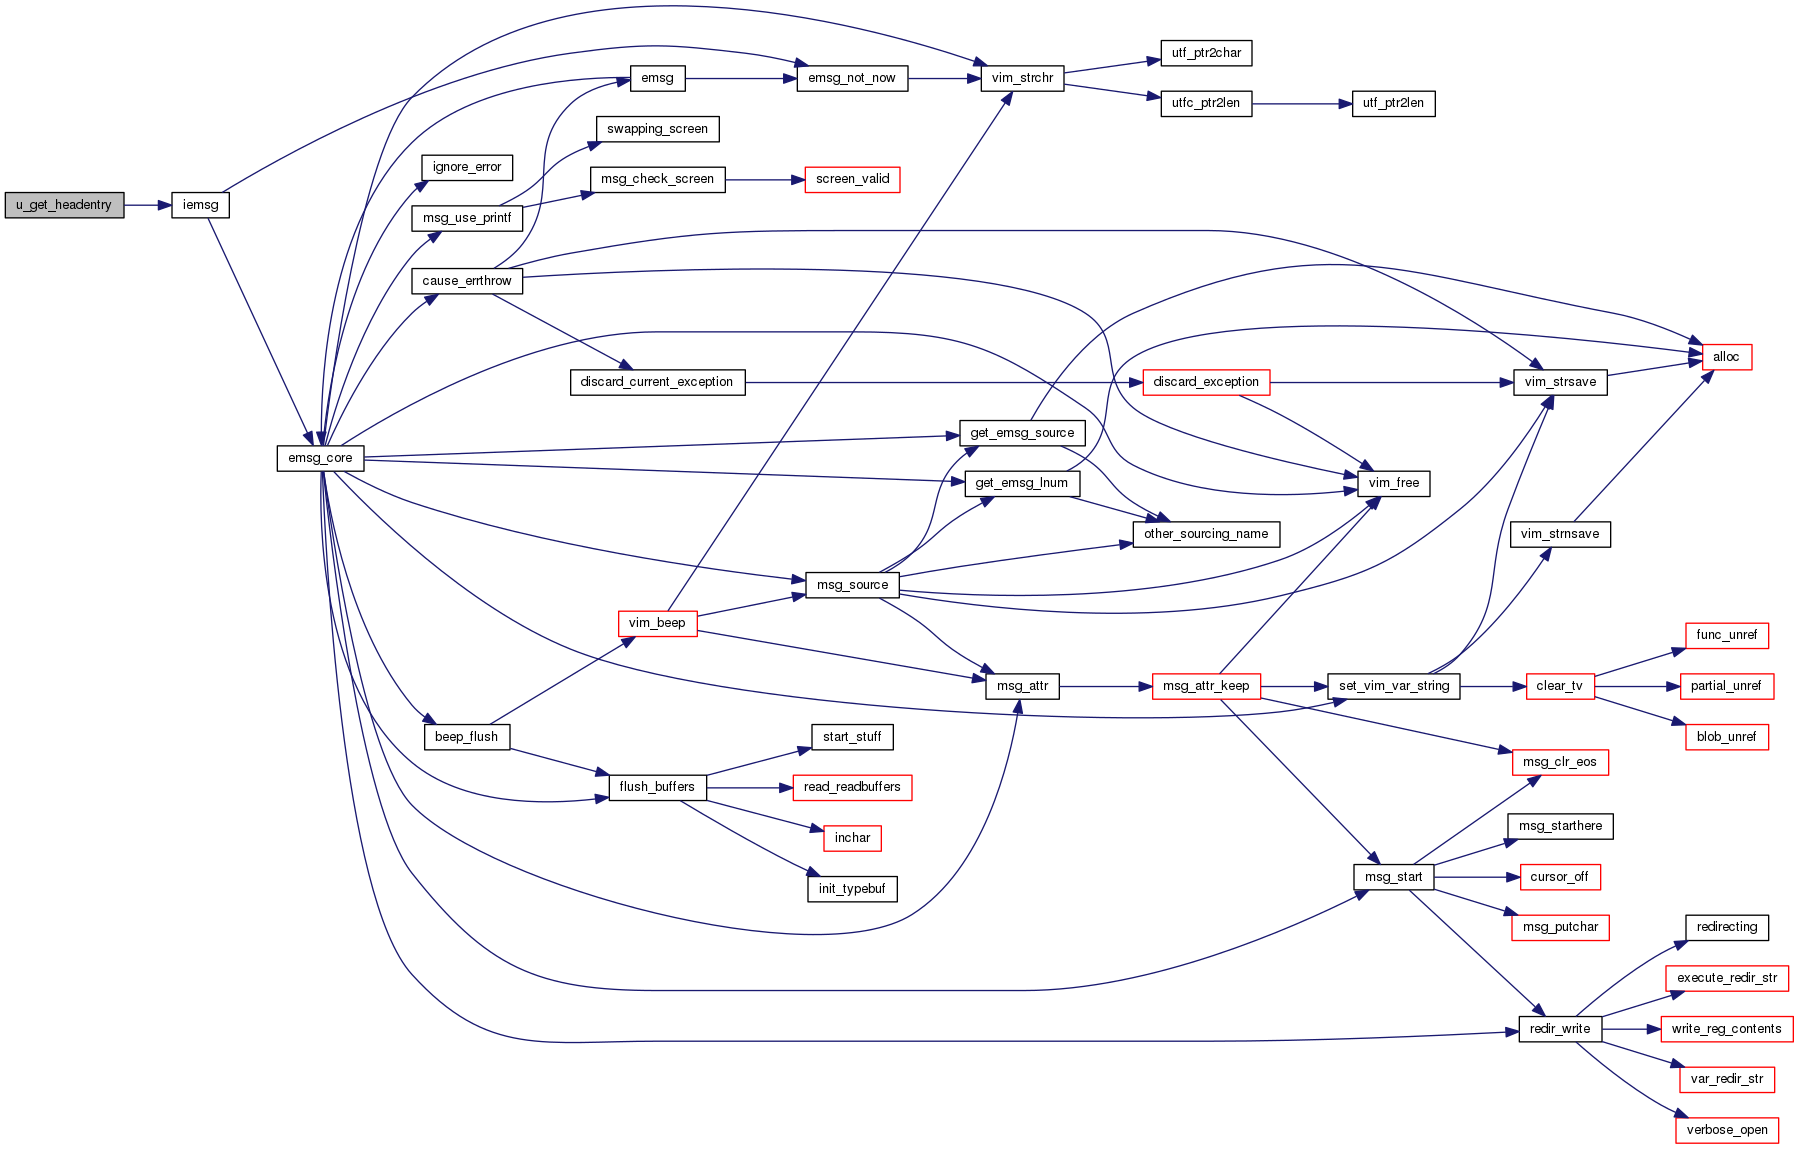 u_get_headentry
iemsg
emsg_core
ignore_error
msg_use_printf
cause_errthrow
beep_flush
emsg
swapping_screen
msg_check_screen
discard_current_exception
vim_beep
flush_buffers
emsg_not_now
screen_valid
msg_source
start_stuff
read_readbuffers
inchar
init_typebuf
vim_strchr
get_emsg_source
get_emsg_lnum
msg_attr
utf_ptr2char
utfc_ptr2len
discard_exception
other_sourcing_name
msg_attr_keep
utf_ptr2len
vim_free
set_vim_var_string
msg_start
vim_strsave
vim_strnsave
clear_tv
msg_clr_eos
msg_starthere
cursor_off
msg_putchar
redir_write
alloc
func_unref
partial_unref
blob_unref
redirecting
execute_redir_str
write_reg_contents
var_redir_str
verbose_open